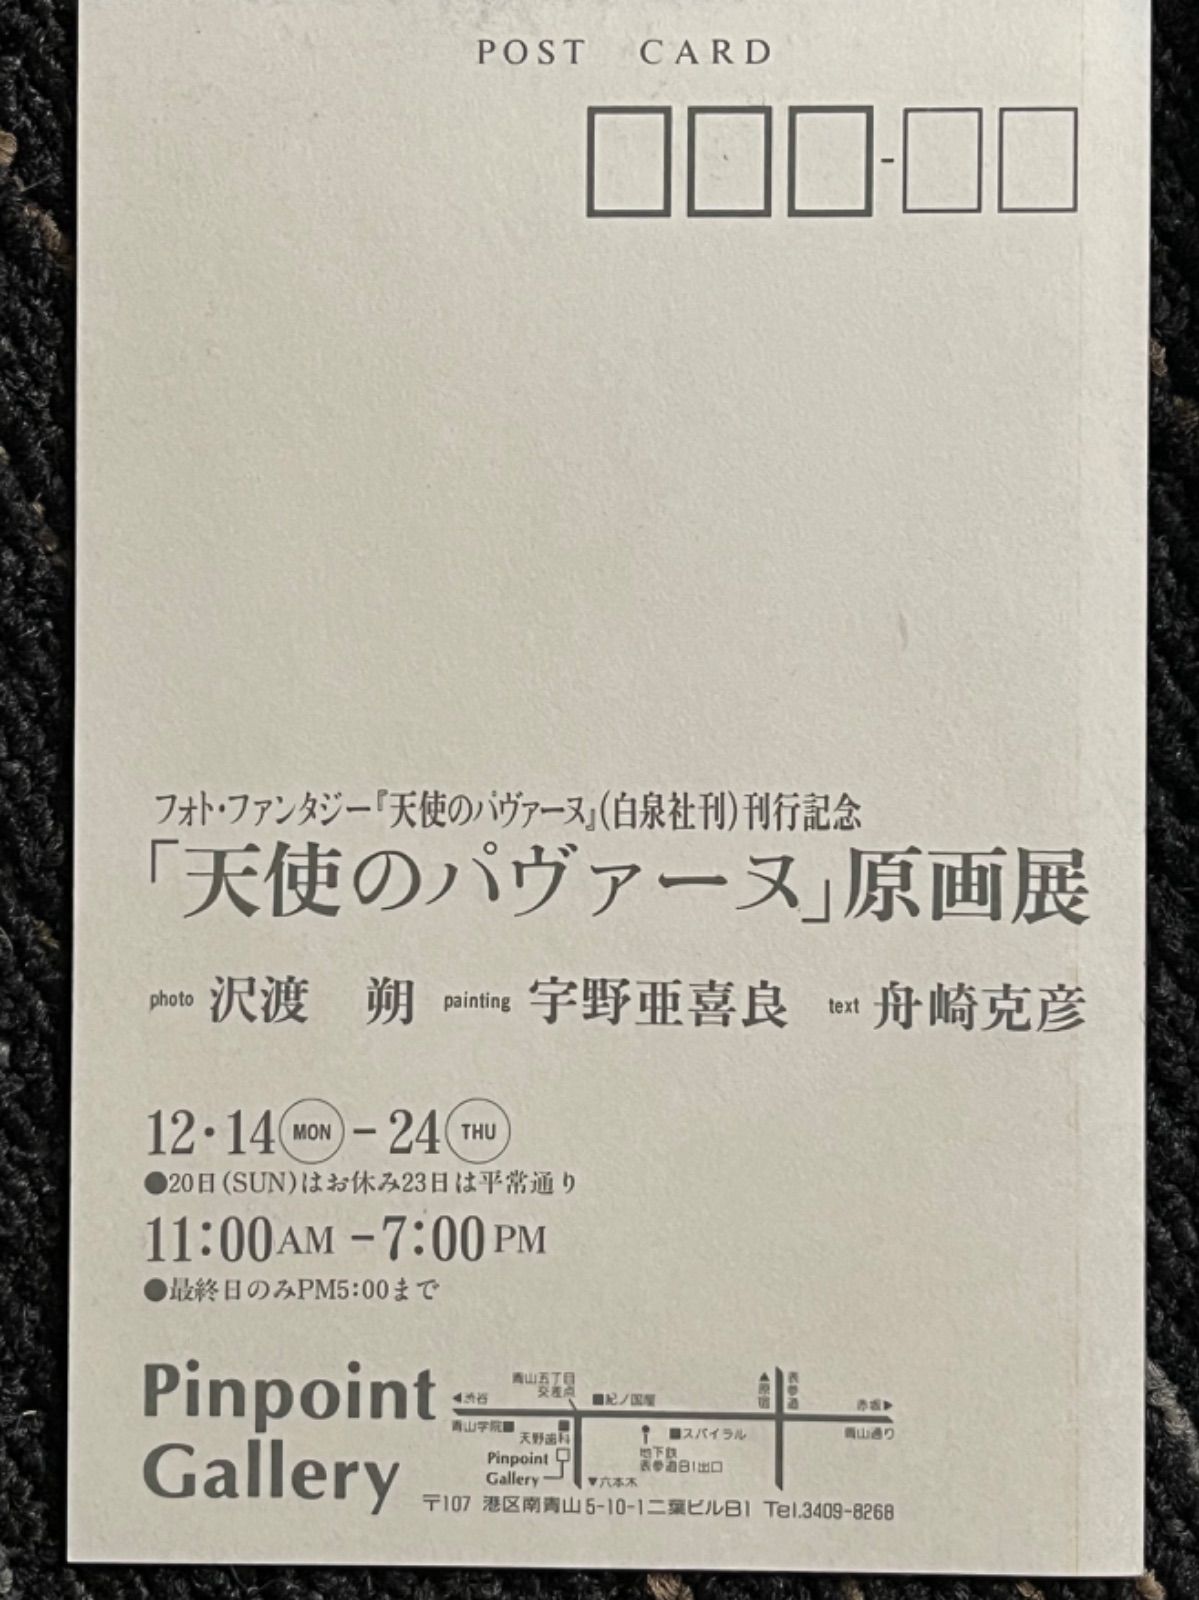 POST CARD
-
フォト・ファンタジー『天使のパヴァーヌ』(白泉社刊)刊行記念
「天使のパヴァーヌ」原画展
photo 沢渡 朔 painting 宇野亜喜良 text 舟崎克彦
12・14 MON − 24 THU
●20日(SUN)はお休み23日は平常通り
11:00AM −7:00PM
●最終日のみPM5:00まで
Pinpoint
Gallery
青山五丁目
交差点
◀渋谷
■紀ノ国屋
▲原宿
表参道
赤坂▶
青山学院■
天野歯科
■スパイラル
青山通り
地下鉄
表参道B1出口
Pinpoint
Gallery
▼六本木
〒107 港区南青山5-10-1二葉ビルB1 Tel.3409-8268